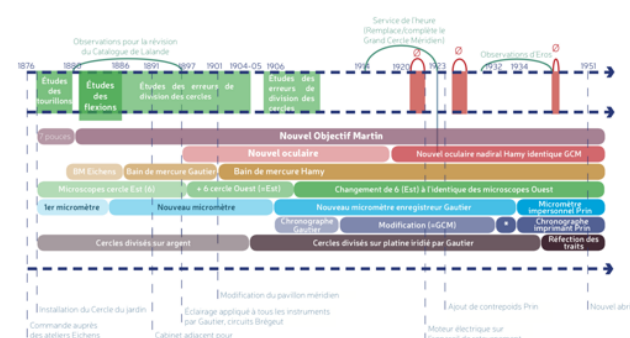 Observations pour la révision
du Catalogue de Lalande
Service de l'heure
(Remplace/complète le
Grand Cercle Méridien)
Observations d'Eros
1876 1880 1886 1891 1897 1901 1904-05 1906 1914 1920 1923 1932 1934 1951
Études
des
tourillons
Études
des
flexions
Études des erreurs de
division des cercles
Études des
erreurs de
division des
cercles
7 pouces
Nouvel Objectif Martin
Nouvel oculaire
Nouvel oculaire nadiral Hamy identique GCM
BM Eichens
Bain de mercure Gautier
Bain de mercure Hamy
Microscopes cercle Est (6)
+ 6 cercle Ouest (≠Est)
Changement de 6 (Est) à l'identique des microscopes Ouest
1er micromètre
Nouveau micromètre
Nouveau micromètre enregistreur Gautier
Micromètre
impersonnel Prin
Chronographe
Gautier
Modification (=GCM)
*
Chronographe
imprimant Prin
Cercles divisés sur argent
Cercles divisés sur platine iridié par Gautier
Réfection des
traits
Modification du pavillon méridien
Installation du Cercle du jardin
Éclairage appliqué à tous les instruments
par Gautier, circuits Bréguet
Ajout de contrepoids Prin
Nouvel abri
Commande auprès
des ateliers Eichens
Cabinet adjacent pour
Moteur électrique sur